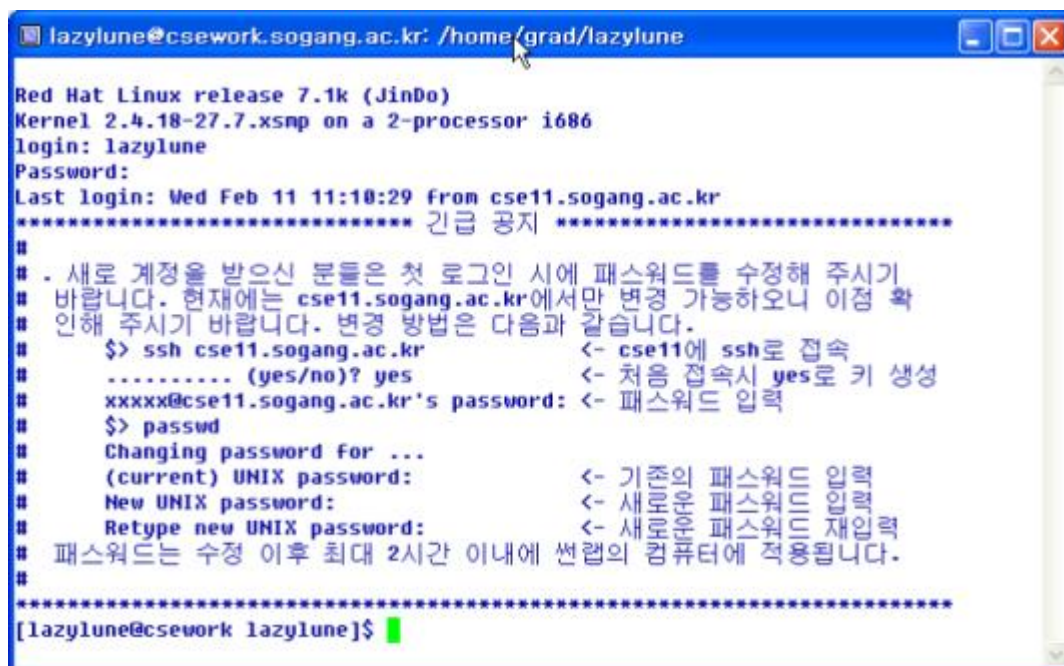 lazylune@csework.sogang.ac.kr: /home/grad/lazylune
Red Hat Linux release 7.1k (JinDo)
Kernel 2.4.18-27.7.xsmp on a 2-processor i686
login: lazylune
Password:
Last login: Wed Feb 11 11:10:29 from cse11.sogang.ac.kr
******************************* 긴급 공지 *******************************
#
# . 새로 계정을 받으신 분들은 첫 로그인 시에 패스워드를 수정해 주시기
#   바랍니다. 현재에는 cse11.sogang.ac.kr에서만 변경 가능하오니 이점 확
#   인해 주시기 바랍니다. 변경 방법은 다음과 같습니다.
#       $> ssh cse11.sogang.ac.kr            <- cse11에 ssh로 접속
#       .......... (yes/no)? yes             <- 처음 접속시 yes로 키 생성
#       xxxxx@cse11.sogang.ac.kr's password: <- 패스워드 입력
#       $> passwd
#       Changing password for ...
#       (current) UNIX password:             <- 기존의 패스워드 입력
#       New UNIX password:                   <- 새로운 패스워드 입력
#       Retype new UNIX password:            <- 새로운 패스워드 재입력
#   패스워드는 수정 이후 최대 2시간 이내에 썬랩의 컴퓨터에 적용됩니다.
#
*************************************************************************
[lazylune@csework lazylune]$